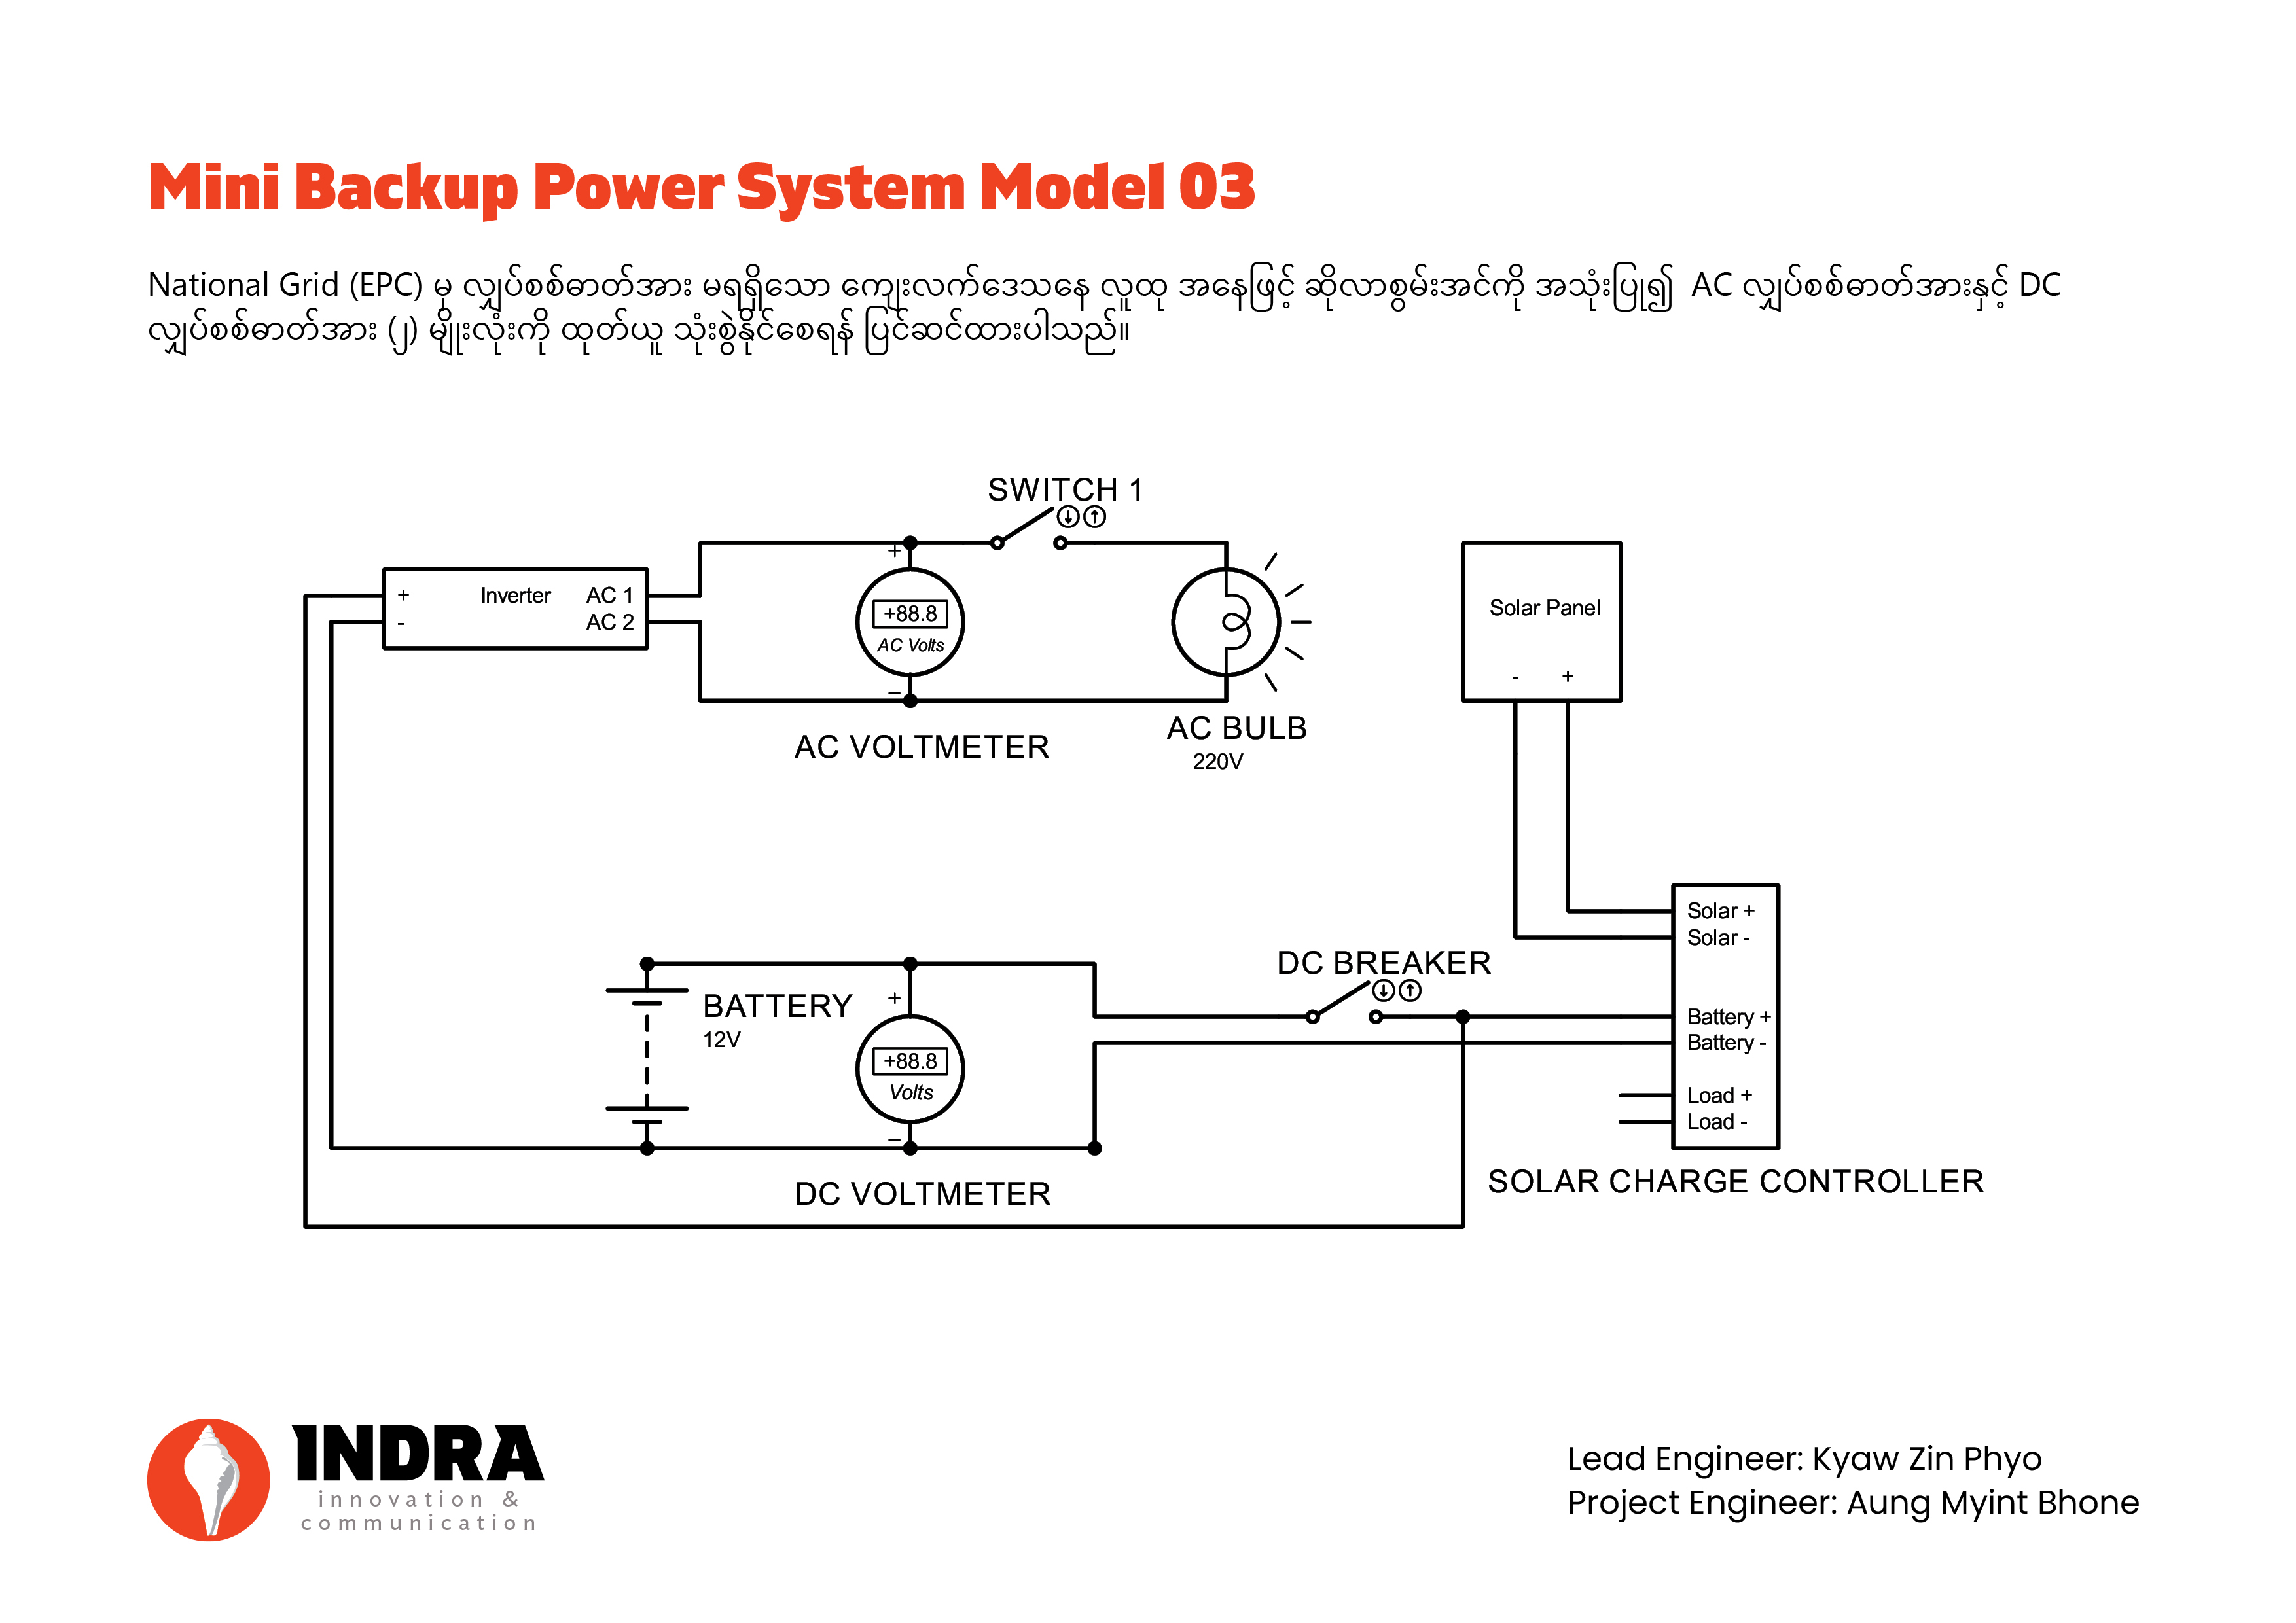 Mini Backup Power System Model 03
National Grid (EPC) မှ လျှပ်စစ်ဓာတ်အား မရရှိသော ကျေးလက်ဒေသနေ လူထု အနေဖြင့် ဆိုလာစွမ်းအင်ကို အသုံးပြု၍ AC လျှပ်စစ်ဓာတ်အားနှင့် DC
လျှပ်စစ်ဓာတ်အား (၂) မျိုးလုံးကို ထုတ်ယူ သုံးစွဲနိုင်စေရန် ပြင်ဆင်ထားပါသည်။
SWITCH 1
+ Inverter AC 1
- AC 2
+
+88.8
AC Volts
–
AC VOLTMETER
AC BULB
220V
Solar Panel
- +
Solar +
Solar -
Battery +
Battery -
Load +
Load -
SOLAR CHARGE CONTROLLER
DC BREAKER
BATTERY
12V
+
+88.8
Volts
–
DC VOLTMETER
INDRA
innovation &
communication
Lead Engineer: Kyaw Zin Phyo
Project Engineer: Aung Myint Bhone